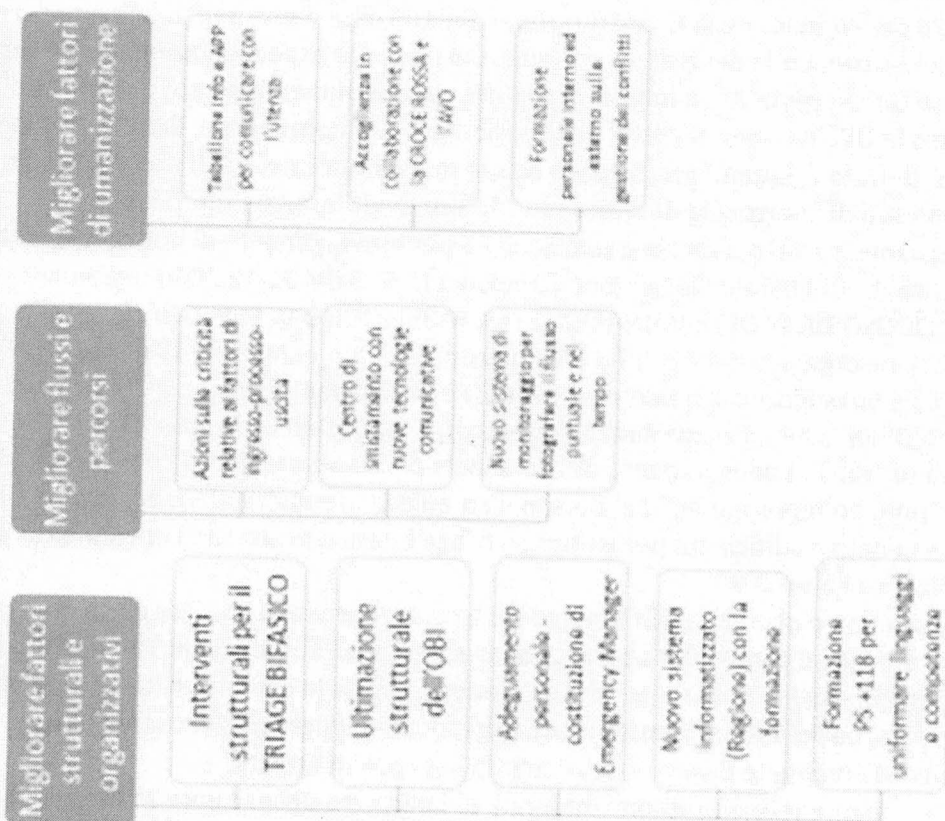 Migliorare fattori
strutturali e
organizzativi
Interventi
strutturali per il
TRIAGE BIFASICO
Ultimazione
strutturale
dell'OBI
Adeguamento
personale
costituzione di
Emergency Manager
Nuovo sistema
informatizzato
(Regione) con la
formazione
Formazione
PS +118 per
uniformare linguaggi
e competenze
Migliorare flussi e
percorsi
Azioni sulla criticità
relative ai fattori di
ingresso-processo-
uscita
Centro di
smistamento con
nuove tecnologie
comunicative
Nuovo sistema di
monitoraggio per
fotografare il flusso
puntuale e nel
tempo
Migliorare fattori
di umanizzazione
Tabellone info e APP
per comunicare con
l'utenza
Accoglienza in
collaborazione con
la CROCE ROSSA e
l'AVO
Formazione
personale interno ed
esterno sulla
gestione dei conflitti